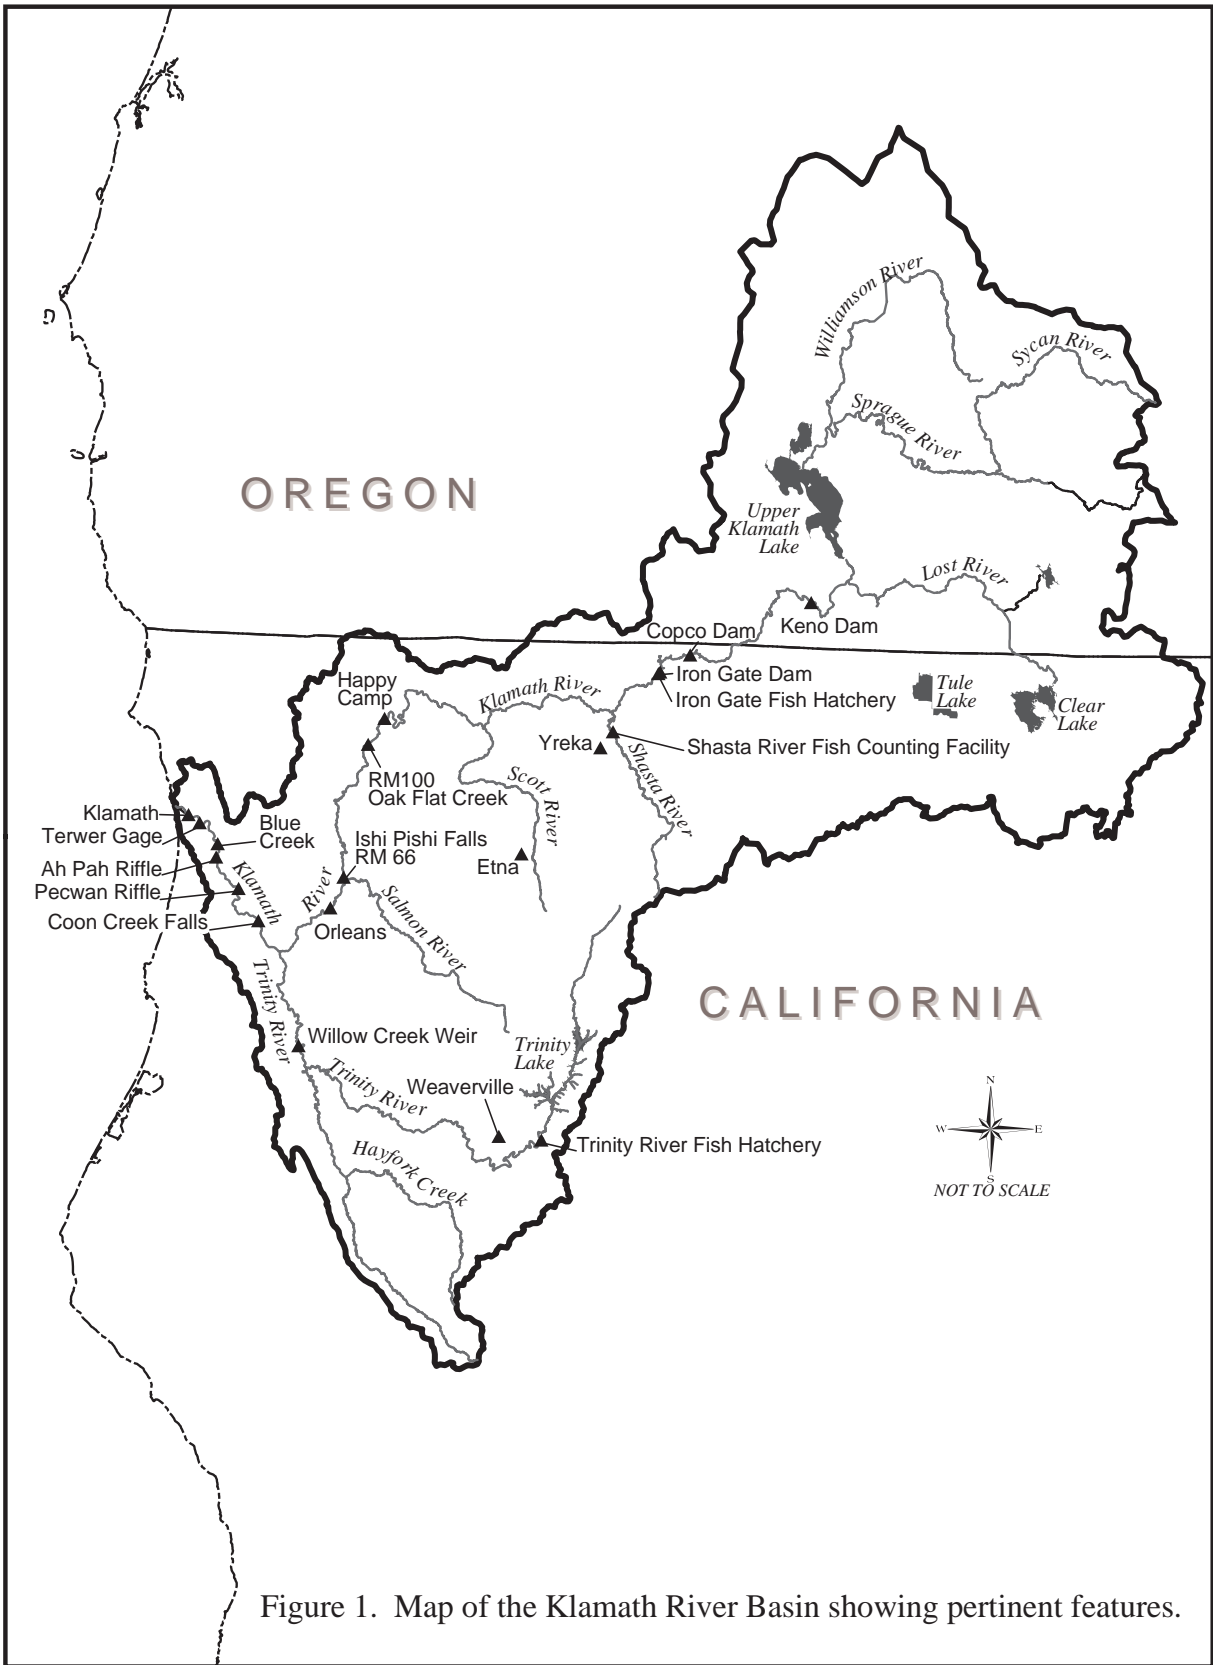 Williamson River
Sycan River
Sprague River
OREGON
Upper
Klamath
Lake
Lost River
Keno Dam
Copco Dam
Iron Gate Dam
Iron Gate Fish Hatchery
Tule
Lake
Clear
Lake
Happy
Camp
Klamath River
Yreka
Shasta River Fish Counting Facility
Shasta River
RM100
Oak Flat Creek
Scott River
Klamath
Terwer Gage
Blue
Creek
Ah Pah Riffle
Pecwan Riffle
Coon Creek Falls
Klamath
River
Ishi Pishi Falls
RM 66
Etna
Orleans
Salmon River
CALIFORNIA
Trinity River
Willow Creek Weir
Trinity
Lake
Trinity River
Weaverville
Trinity River Fish Hatchery
Hayfork Creek
N
W
E
S
NOT TO SCALE
Figure 1. Map of the Klamath River Basin showing pertinent features.